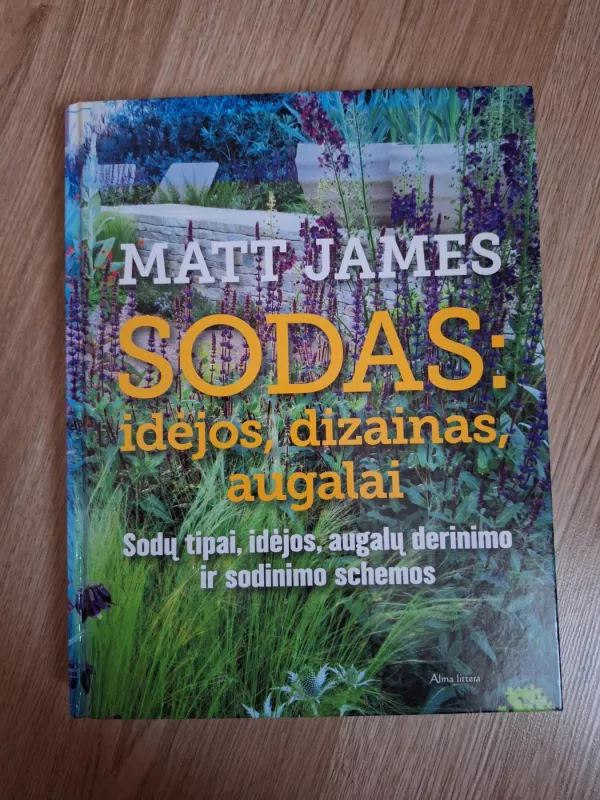 MATT JAMES
SODAS:
idėjos, dizainas,
augalai
Sodų tipai, idėjos, augalų derinimo
ir sodinimo schemos
Alma littera